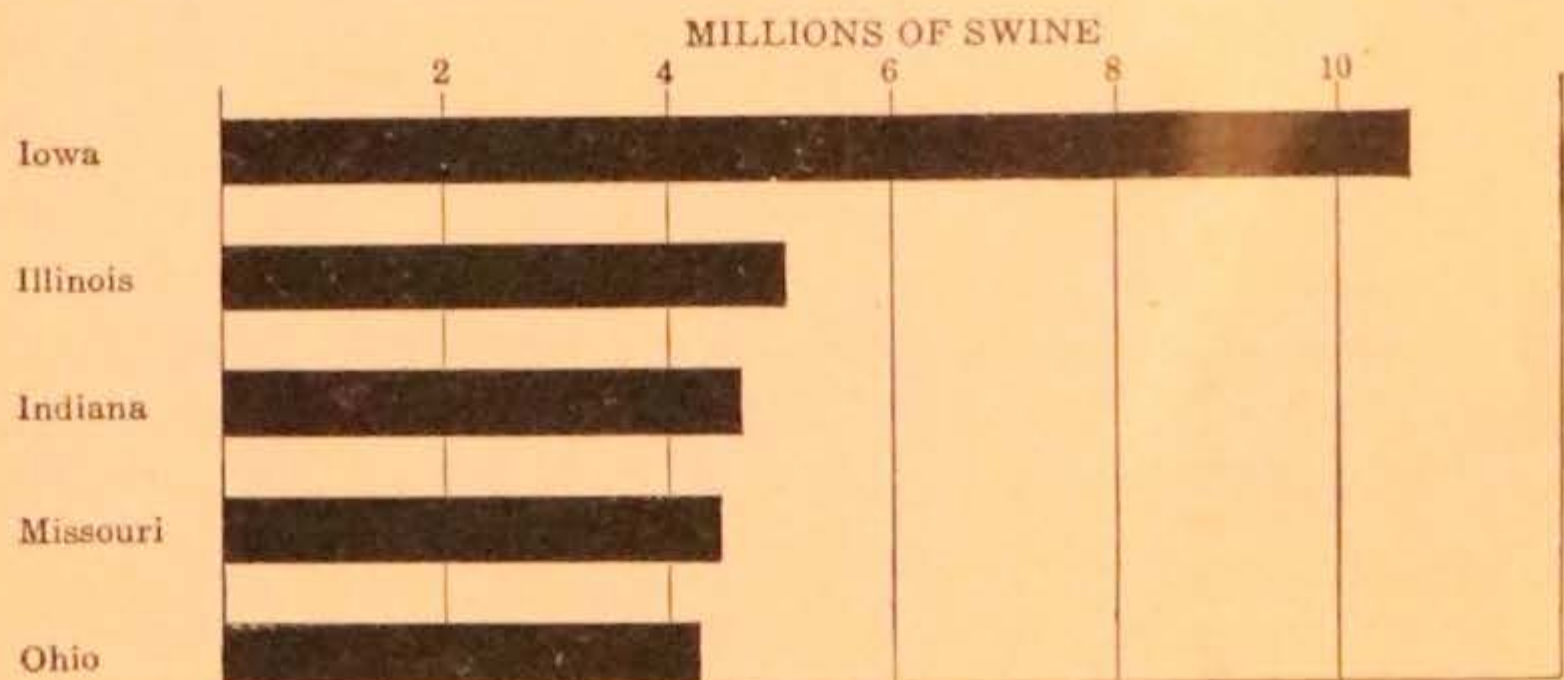 MILLIONS OF SWINE
2 4 6 8 10
Iowa
Illinois
Indiana
Missouri
Ohio